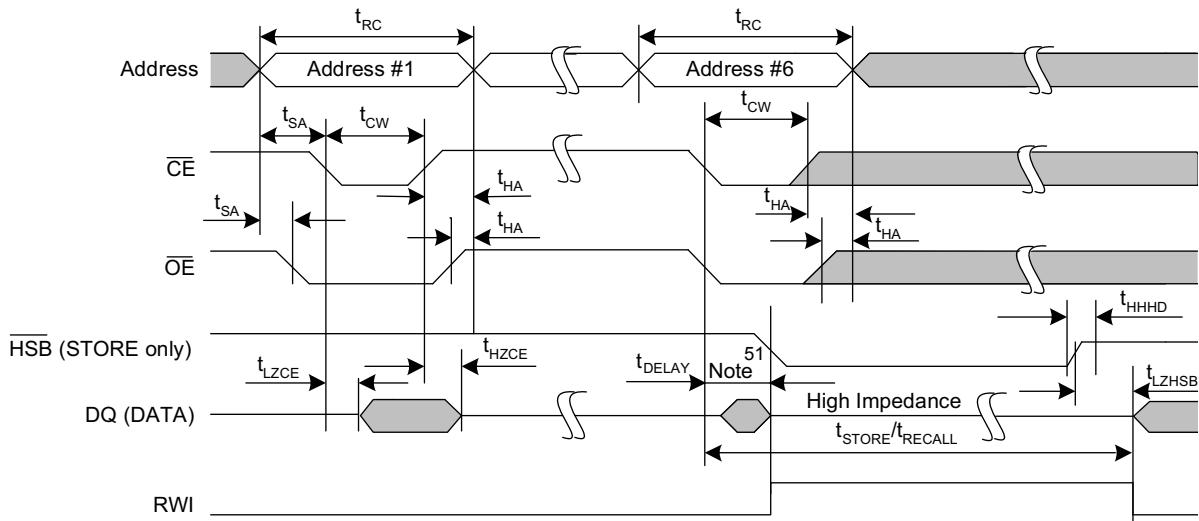 tRC tRC
Address Address #1 Address #6
tCW
tSA tCW
CE
tHA
tSA tHA
tHA tHA
OE
tHHHD
HSB (STORE only)
tLZCE tHZCE tDELAY Note 51 tLZHSB
DQ (DATA) High Impedance
tSTORE/tRECALL
RWI